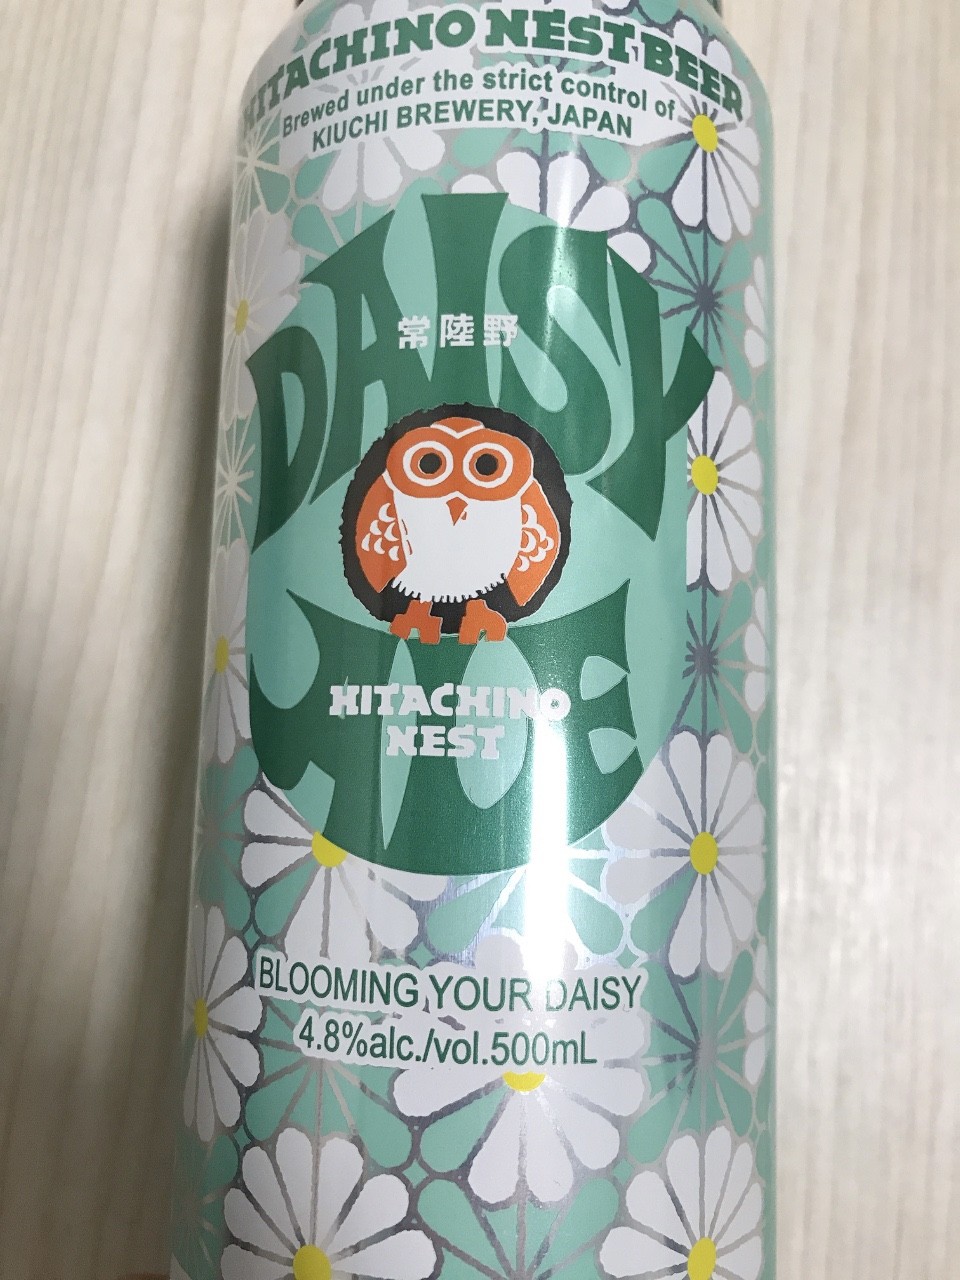 HITACHINO NEST BEER
Brewed under the strict control of
KIUCHI BREWERY, JAPAN
DAISY
常陸野
HITACHINO
NEST
BLOOMING YOUR DAISY
4.8%alc./vol.500mL